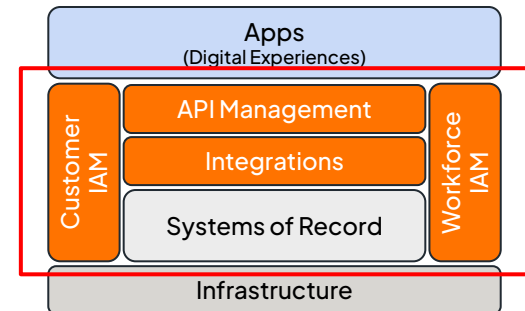 Apps
(Digital Experiences)
Customer
IAM
API Management
Integrations
Systems of Record
Workforce
IAM
Infrastructure